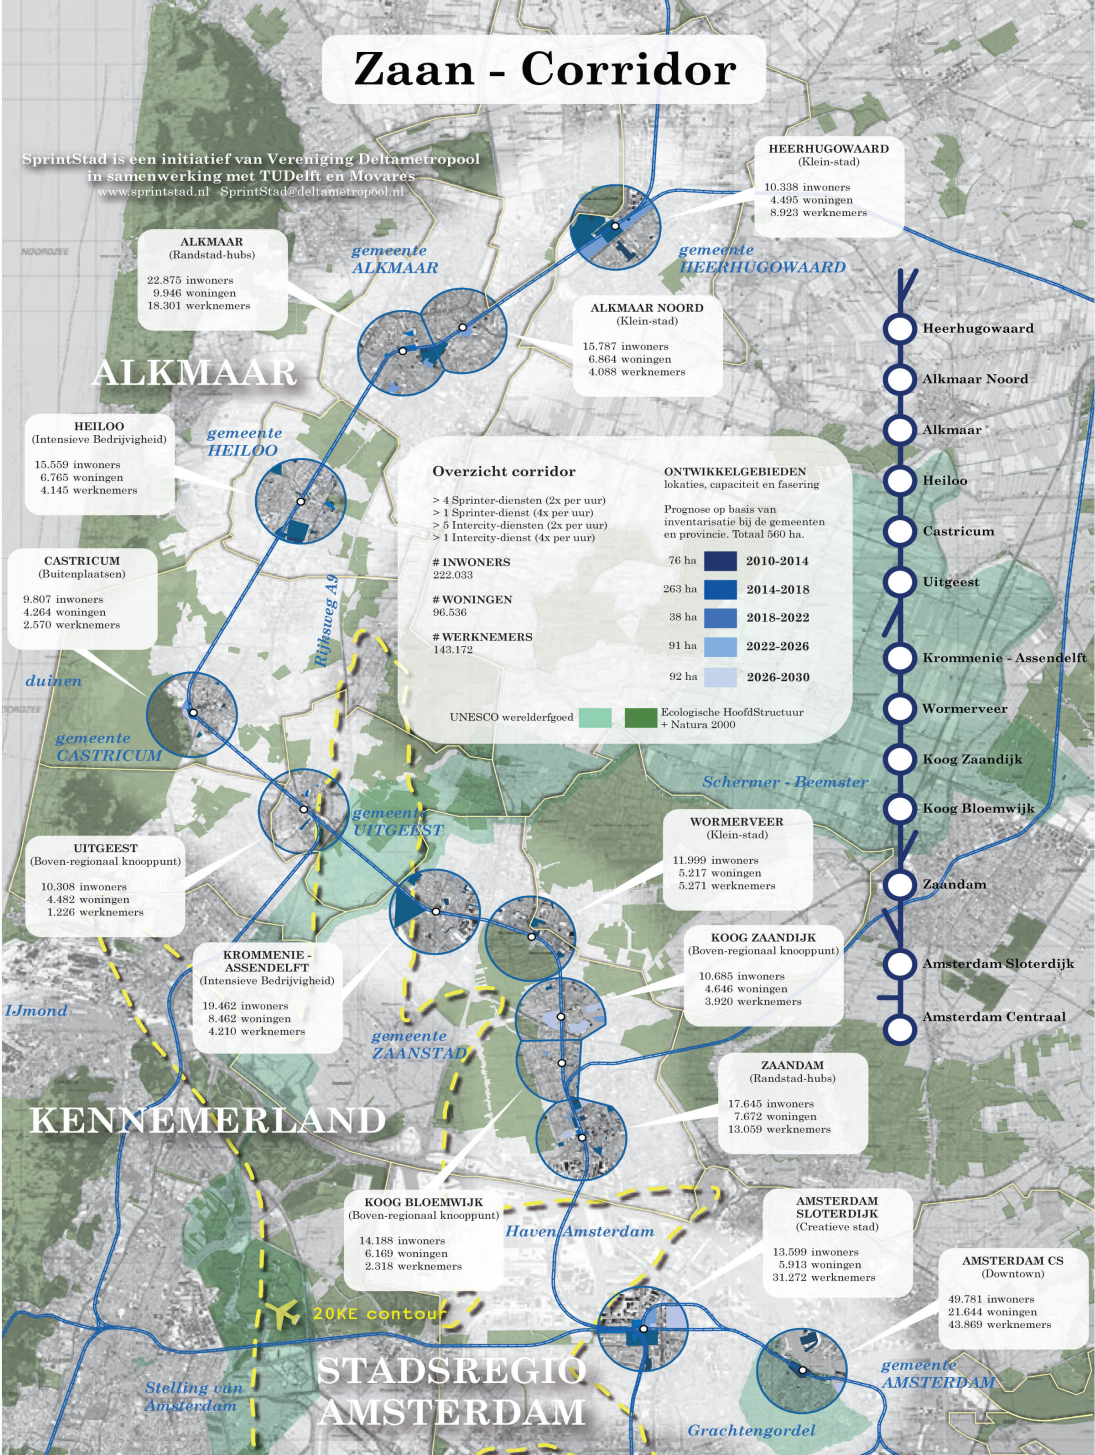 Zaan - Corridor
SprintStad is een initiatief van Vereniging Deltametropool
in samenwerking met TUDelft en Movares
www.sprintstad.nl SprintStad@deltametropool.nl
HEERHUGOWAARD
(Klein-stad)
10.338 inwoners
4.495 woningen
8.923 werknemers
NOORDZEE
ALKMAAR
(Randstad-hubs)
22.875 inwoners
9.946 woningen
18.301 werknemers
gemeente
ALKMAAR
gemeente
HEERHUGOWAARD
ALKMAAR NOORD
(Klein-stad)
15.787 inwoners
6.864 woningen
4.088 werknemers
ALKMAAR
HEILOO
(Intensieve Bedrijvigheid)
15.559 inwoners
6.765 woningen
4.145 werknemers
gemeente
HEILOO
Overzicht corridor
> 4 Sprinter-diensten (2x per uur)
> 1 Sprinter-dienst (4x per uur)
> 5 Intercity-diensten (2x per uur)
> 1 Intercity-dienst (4x per uur)
# INWONERS
222.033
# WONINGEN
96.536
# WERKNEMERS
143.172
ONTWIKKELGEBIEDEN
lokaties, capaciteit en fasering
Prognose op basis van
inventarisatie bij de gemeenten
en provincie. Totaal 560 ha.
76 ha 2010-2014
263 ha 2014-2018
38 ha 2018-2022
91 ha 2022-2026
92 ha 2026-2030
UNESCO werelderfgoed
Ecologische HoofdStructuur
+ Natura 2000
Heerhugowaard
Alkmaar Noord
Alkmaar
Heiloo
Castricum
Uitgeest
Krommenie - Assendelft
Wormerveer
Koog Zaandijk
Koog Bloemwijk
Zaandam
Amsterdam Sloterdijk
Amsterdam Centraal
CASTRICUM
(Buitenplaatsen)
9.807 inwoners
4.264 woningen
2.570 werknemers
Rijksweg A9
duinen
gemeente
CASTRICUM
Schermer - Beemster
gemeente
UITGEEST
UITGEEST
(Boven-regionaal knooppunt)
10.308 inwoners
4.482 woningen
1.226 werknemers
WORMERVEER
(Klein-stad)
11.999 inwoners
5.217 woningen
5.271 werknemers
KROMMENIE -
ASSENDELFT
(Intensieve Bedrijvigheid)
19.462 inwoners
8.462 woningen
4.210 werknemers
KOOG ZAANDIJK
(Boven-regionaal knooppunt)
10.685 inwoners
4.646 woningen
3.920 werknemers
IJmond
gemeente
ZAANSTAD
ZAANDAM
(Randstad-hubs)
17.645 inwoners
7.672 woningen
13.059 werknemers
KENNEMERLAND
KOOG BLOEMWIJK
(Boven-regionaal knooppunt)
14.188 inwoners
6.169 woningen
2.318 werknemers
Haven Amsterdam
AMSTERDAM
SLOTERDIJK
(Creatieve stad)
13.599 inwoners
5.913 woningen
31.272 werknemers
AMSTERDAM CS
(Downtown)
49.781 inwoners
21.644 woningen
43.869 werknemers
20KE contour
STADSREGIO
AMSTERDAM
Stelling van
Amsterdam
gemeente
AMSTERDAM
Grachtengordel